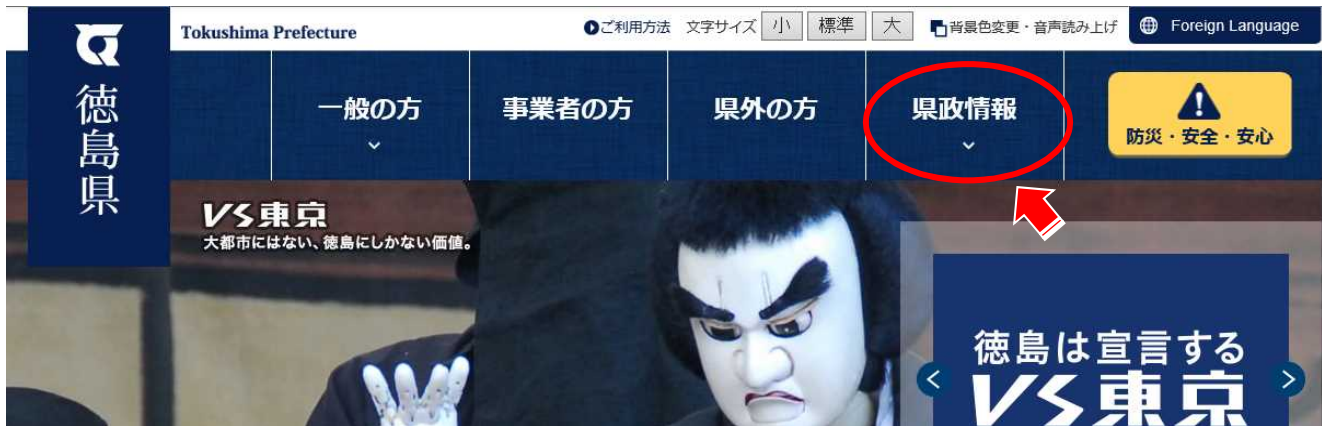 Tokushima Prefecture
ご利用方法 文字サイズ 小 標準 大 背景色変更・音声読み上げ Foreign Language
徳島県
一般の方 事業者の方 県外の方 県政情報
防災・安全・安心
VS東京
大都市にはない、徳島にしかない価値。
徳島は宣言する
VS東京